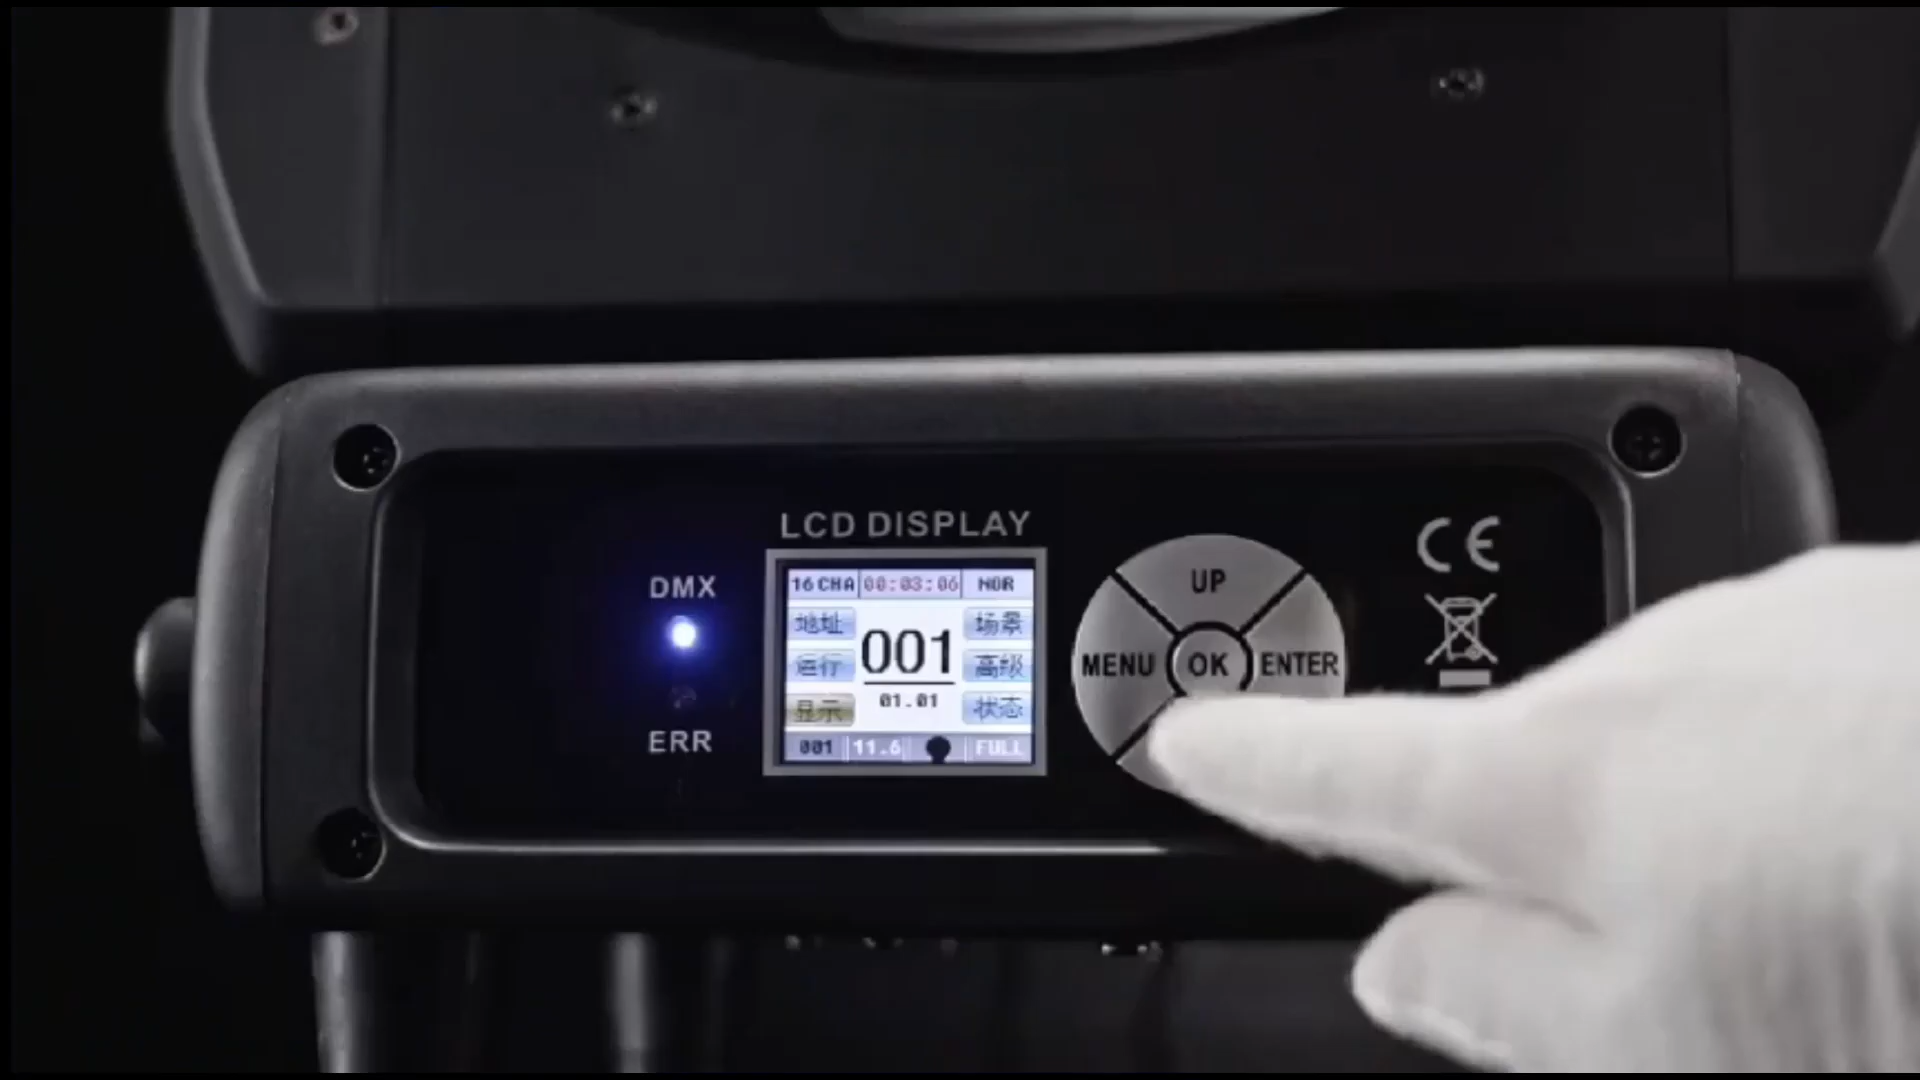 LCD DISPLAY
DMX
ERR
16 CHA 00:03:06 NOR
地址 001 场景
运行 高级
01.01
显示 状态
001 11.6 FULL
UP
MENU OK ENTER
CE